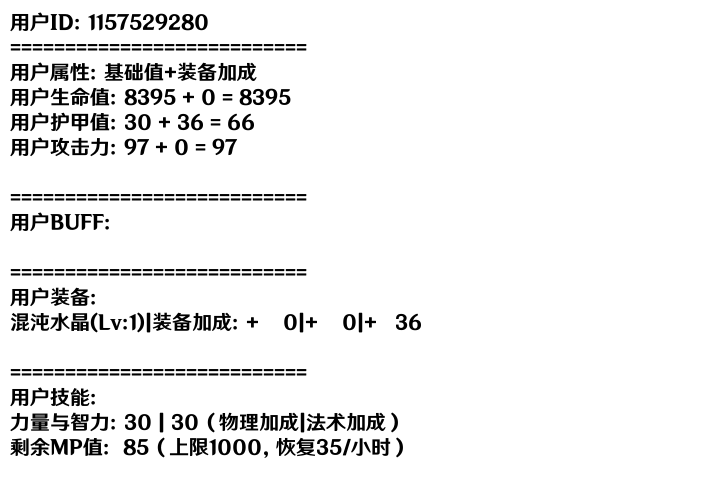 用户ID: 1157529280
===========================
用户属性: 基础值+装备加成
用户生命值: 8395 + 0 = 8395
用户护甲值: 30 + 36 = 66
用户攻击力: 97 + 0 = 97
===========================
用户BUFF:
===========================
用户装备:
混沌水晶(Lv:1)|装备加成: +    0|+    0|+   36
===========================
用户技能:
力量与智力: 30 | 30（物理加成|法术加成）
剩余MP值:  85（上限1000, 恢复35/小时）